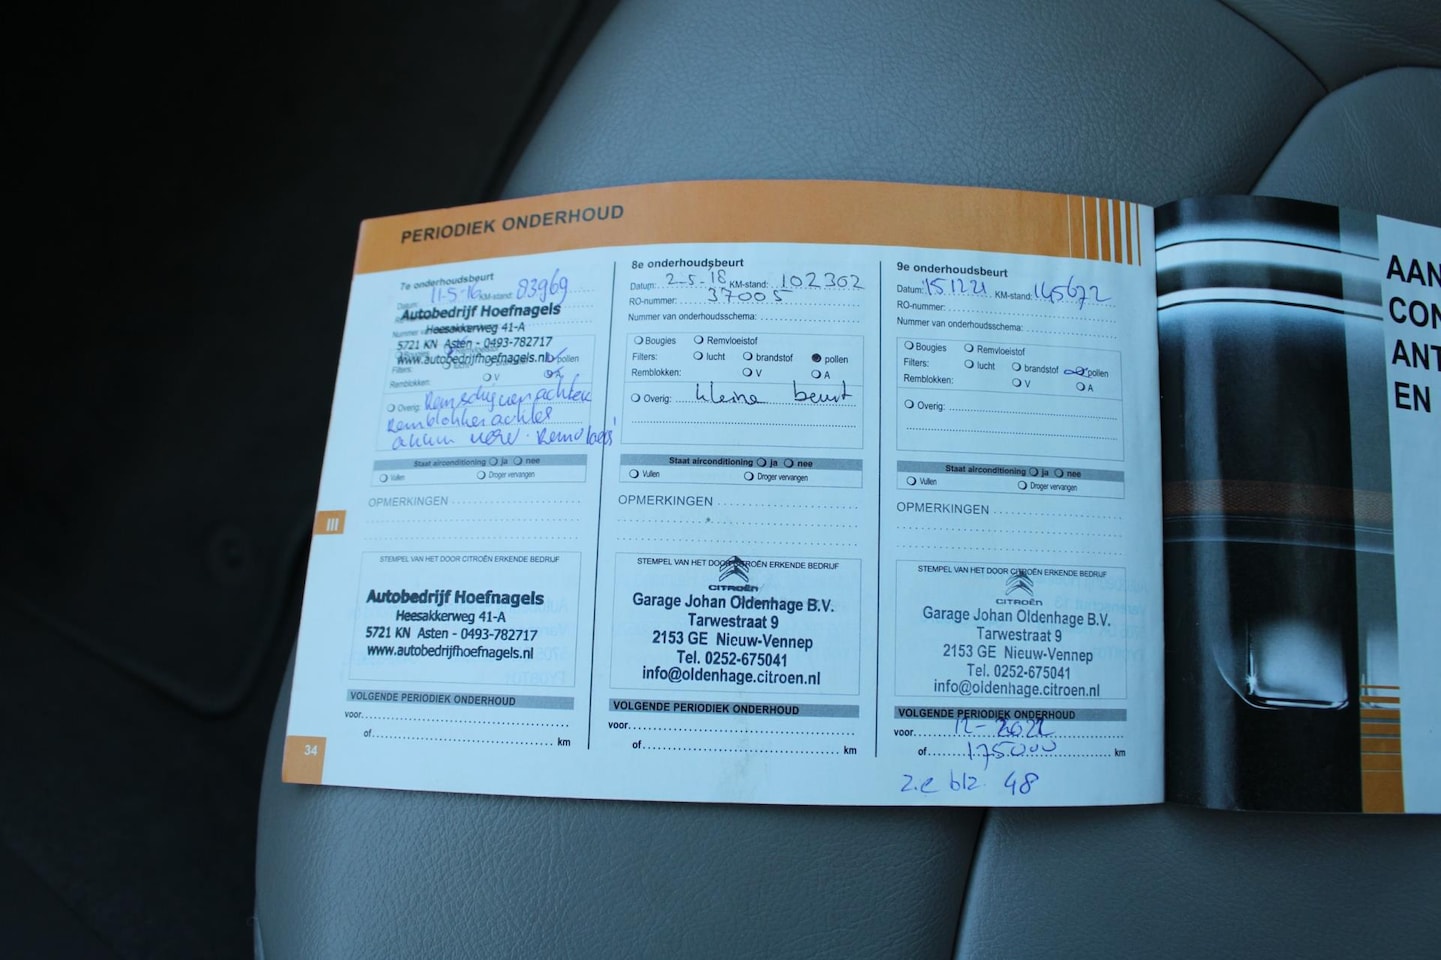 PERIODIEK ONDERHOUD
7e onderhoudsbeurt
Datum: 11-5-16 KM-stand: 83969
Autobedrijf Hoefnagels
Heesakkerweg 41-A
5721 KN Asten - 0493-782717
www.autobedrijfhoefnagels.nl
pollen
Filters: lucht
Remblokken: V A
Overig: Remschijven achter
Remblokken achter
Staat airconditioning ja nee
Vullen Droger vervangen
OPMERKINGEN
STEMPEL VAN HET DOOR CITROËN ERKENDE BEDRIJF
Autobedrijf Hoefnagels
Heesakkerweg 41-A
5721 KN Asten - 0493-782717
www.autobedrijfhoefnagels.nl
VOLGENDE PERIODIEK ONDERHOUD
voor
of km
8e onderhoudsbeurt
Datum: 2-5-18 KM-stand: 102302
RO-nummer: 37005
Nummer van onderhoudsschema:
Bougies Remvloeistof
Filters: lucht brandstof pollen
Remblokken: V A
Overig: kleine beurt
Staat airconditioning ja nee
Vullen Droger vervangen
OPMERKINGEN
STEMPEL VAN HET DOOR CITROËN ERKENDE BEDRIJF
CITROËN
Garage Johan Oldenhage B.V.
Tarwestraat 9
2153 GE Nieuw-Vennep
Tel. 0252-675041
info@oldenhage.citroen.nl
VOLGENDE PERIODIEK ONDERHOUD
voor
of km
9e onderhoudsbeurt
Datum: 151221 KM-stand: 145672
RO-nummer:
Nummer van onderhoudsschema:
Bougies Remvloeistof
Filters: lucht brandstof pollen
Remblokken: V A
Overig:
Staat airconditioning ja nee
Vullen Droger vervangen
OPMERKINGEN
STEMPEL VAN HET DOOR CITROËN ERKENDE BEDRIJF
CITROËN
Garage Johan Oldenhage B.V.
Tarwestraat 9
2153 GE Nieuw-Vennep
Tel. 0252-675041
info@oldenhage.citroen.nl
VOLGENDE PERIODIEK ONDERHOUD
voor 12-2022
of 175000 km
z.e blz. 48
III
34
AAN
CON
ANT
EN